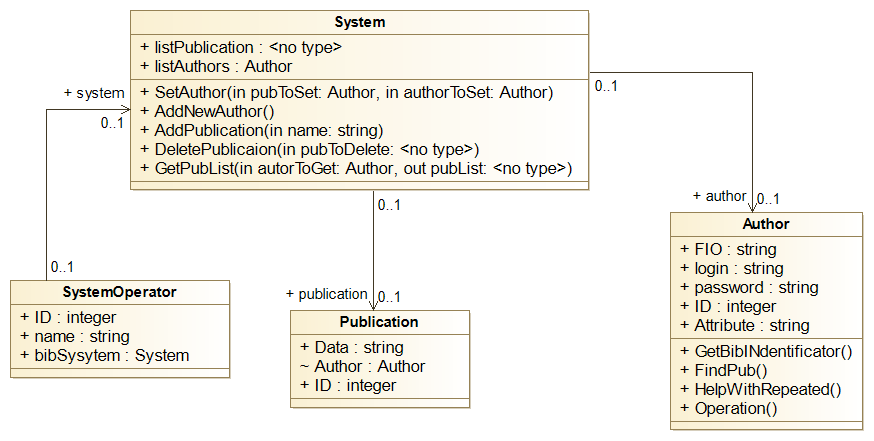 System
+ listPublication : <no type>
+ listAuthors : Author
+ SetAuthor(in pubToSet: Author, in authorToSet: Author)
+ AddNewAuthor()
+ AddPublication(in name: string)
+ DeletePublicaion(in pubToDelete: <no type>)
+ GetPubList(in autorToGet: Author, out pubList: <no type>)
+ system
0..1
0..1
0..1
0..1
+ publication
0..1
+ author
0..1
SystemOperator
+ ID : integer
+ name : string
+ bibSysytem : System
Publication
+ Data : string
~ Author : Author
+ ID : integer
Author
+ FIO : string
+ login : string
+ password : string
+ ID : integer
+ Attribute : string
+ GetBibINdentificator()
+ FindPub()
+ HelpWithRepeated()
+ Operation()